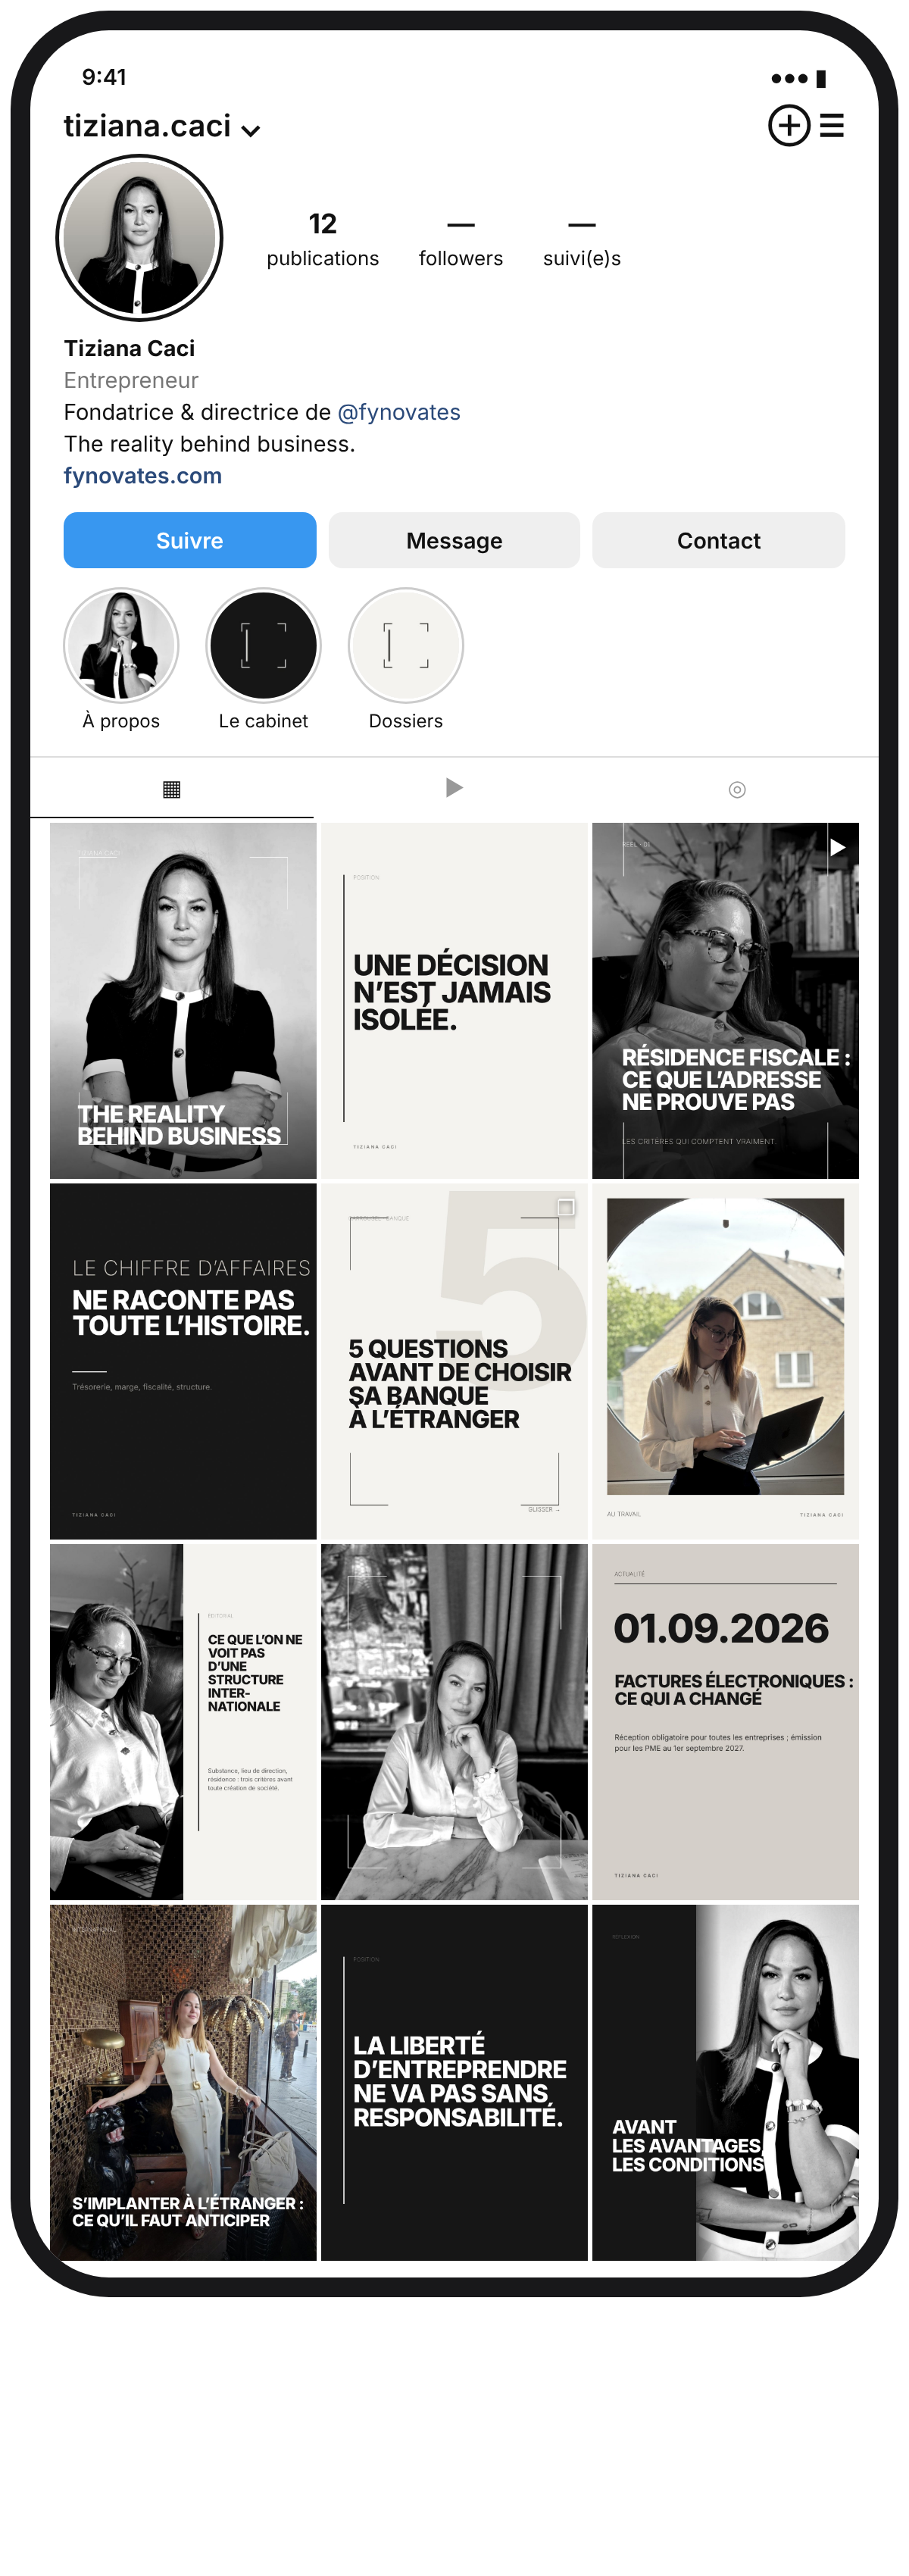 9:41
tiziana.caci
12
publications
—
followers
—
suivi(e)s
Tiziana Caci
Entrepreneur
Fondatrice & directrice de @fynovates
The reality behind business.
fynovates.com
Suivre
Message
Contact
À propos
Le cabinet
Dossiers
TIZIANA CACI
THE REALITY
BEHIND BUSINESS
POSITION
UNE DÉCISION
N’EST JAMAIS
ISOLÉE.
TIZIANA CACI
REEL · 01
RÉSIDENCE FISCALE :
CE QUE L’ADRESSE
NE PROUVE PAS
LES CRITÈRES QUI COMPTENT VRAIMENT.
LE CHIFFRE D’AFFAIRES
NE RACONTE PAS
TOUTE L’HISTOIRE.
Trésorerie, marge, fiscalité, structure.
TIZIANA CACI
BANQUE
5
5 QUESTIONS
AVANT DE CHOISIR
SA BANQUE
À L’ÉTRANGER
GLISSER →
AU TRAVAIL
TIZIANA CACI
EDITORIAL
CE QUE L’ON NE
VOIT PAS
D’UNE
STRUCTURE
INTER-
NATIONALE
Substance, lieu de direction,
résidence : trois critères avant
toute création de société.
ACTUALITÉ
01.09.2026
FACTURES ÉLECTRONIQUES :
CE QUI A CHANGÉ
Réception obligatoire pour toutes les entreprises ; émission
pour les PME au 1er septembre 2027.
TIZIANA CACI
S’IMPLANTER À L’ÉTRANGER :
CE QU’IL FAUT ANTICIPER
POSITION
LA LIBERTÉ
D’ENTREPRENDRE
NE VA PAS SANS
RESPONSABILITÉ.
RÉFLEXION
AVANT
LES AVANTAGES,
LES CONDITIONS